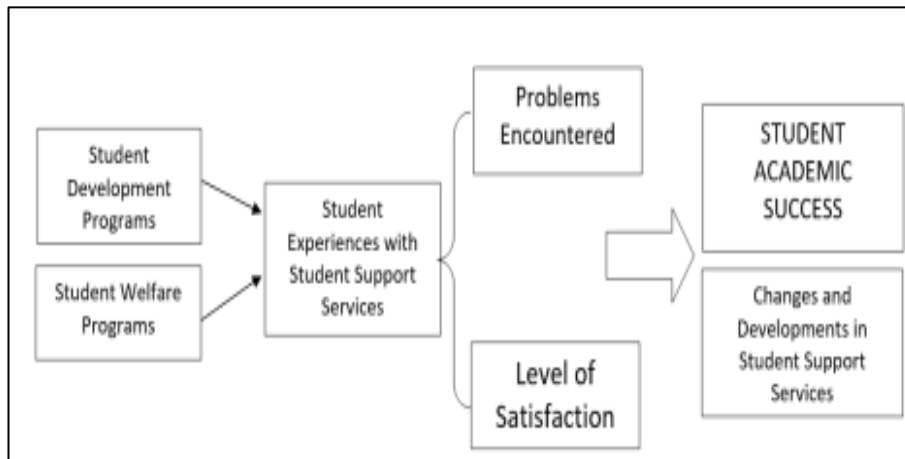 Student
Development
Programs
Student Welfare
Programs
Student
Experiences with
Student Support
Services
Problems
Encountered
Level of
Satisfaction
STUDENT
ACADEMIC
SUCCESS
Changes and
Developments in
Student Support
Services